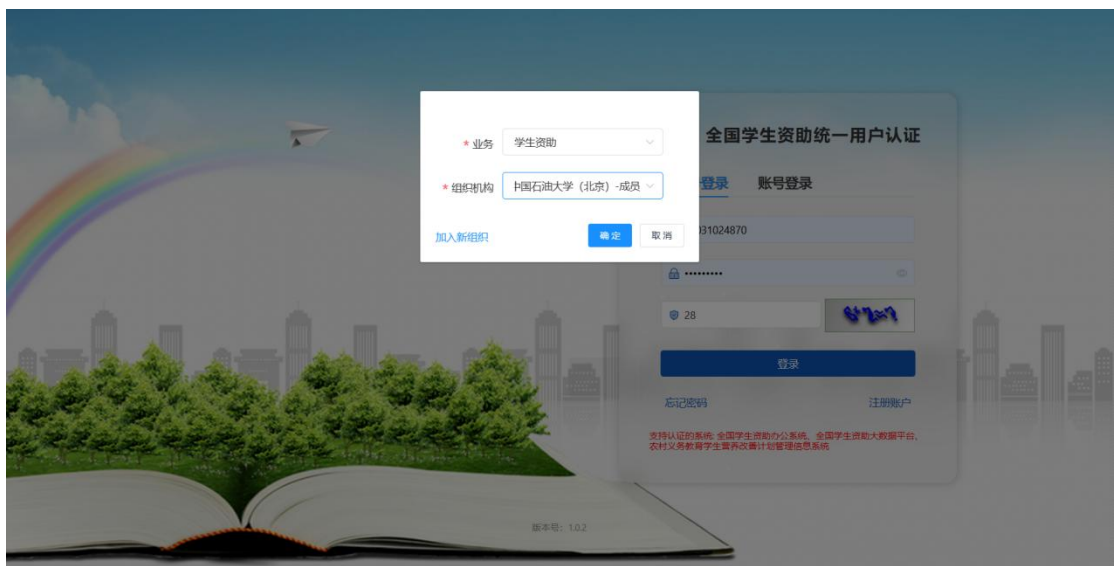 * 业务 学生资助
* 组织机构 中国石油大学（北京）-成员
加入新组织 确定 取消
全国学生资助统一用户认证
登录 账号登录
31024870
•••••••••
28
登录
忘记密码 注册账户
支持认证的系统: 全国学生资助办公系统、全国学生资助大数据平台、
农村义务教育学生营养改善计划管理信息系统
版本号：1.0.2